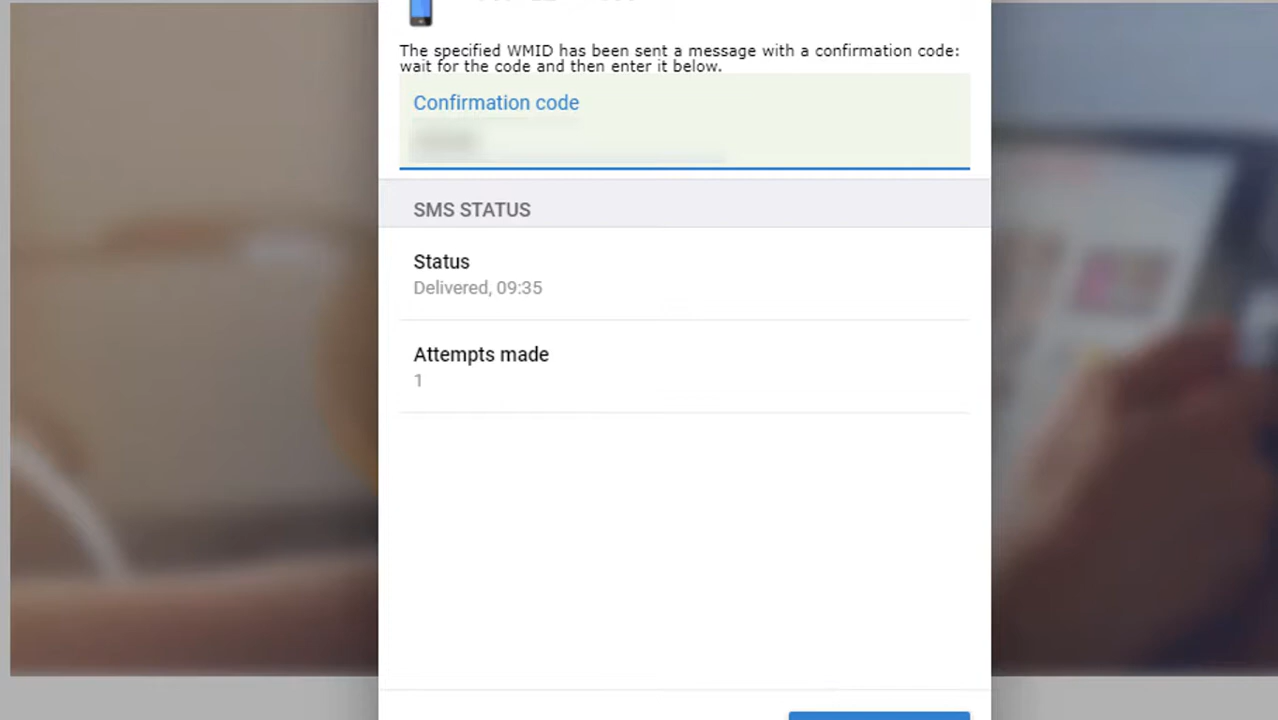 The specified WMID has been sent a message with a confirmation code:
wait for the code and then enter it below.
Confirmation code
SMS STATUS
Status
Delivered, 09:35
Attempts made
1